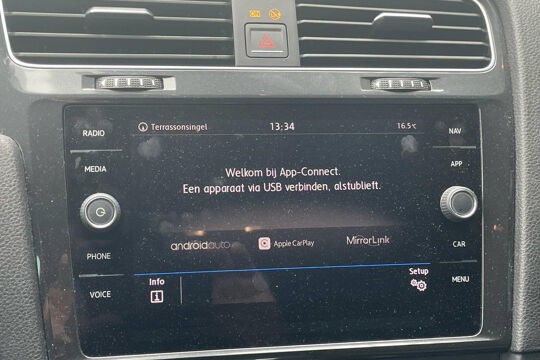 ON
RADIO
MEDIA
PHONE
VOICE
Terrassonsingel
13:34
16.5°C
Welkom bij App-Connect.
Een apparaat via USB verbinden, alstublieft.
androidauto
Apple CarPlay
MirrorLink
Info
Setup
NAV
APP
CAR
MENU